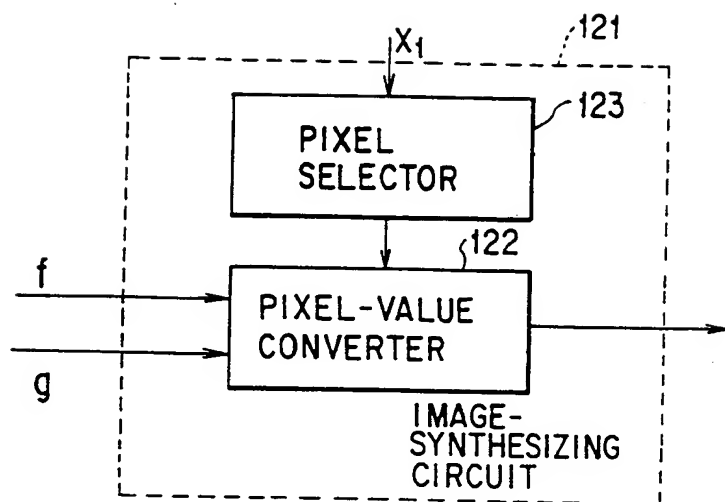 121
X1
123
PIXEL
SELECTOR
122
f
PIXEL-VALUE
CONVERTER
g
IMAGE-
SYNTHESIZING
CIRCUIT